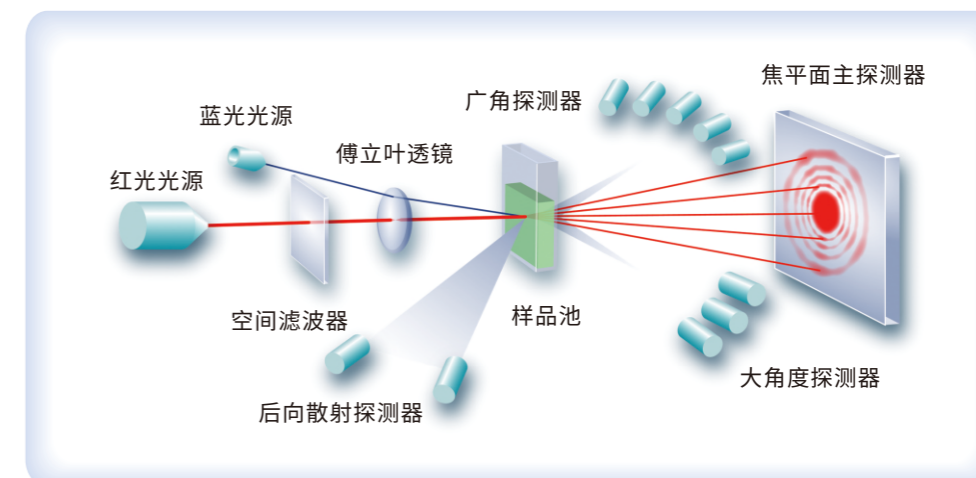 焦平面主探测器
广角探测器
蓝光光源
傅立叶透镜
红光光源
空间滤波器
样品池
大角度探测器
后向散射探测器